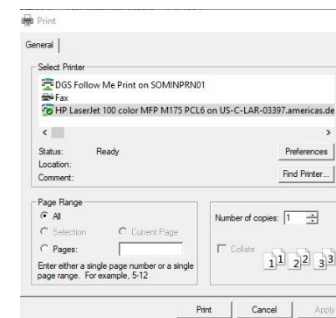 Print
General
Select Printer
DGS Follow Me Print on SOMINPRN01
Fax
HP LaserJet 100 color MFP M175 PCL6 on US-C-LAR-03397.americas.de
Status: Ready
Preferences
Location:
Comment:
Find Printer...
Page Range
All
Selection
Current Page
Pages:
Enter either a single page number or a single
page range. For example, 5-12
Number of copies: 1
Collate
1 1 2 2 3 3
Print Cancel Apply